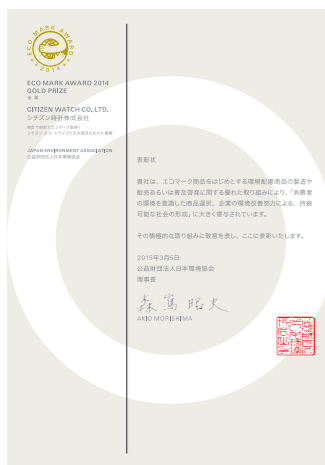 ECO MARK AWARD
2014
ECO MARK AWARD 2014
GOLD PRIZE
金賞
CITIZEN WATCH CO., LTD.
シチズン時計株式会社
JAPAN ENVIRONMENT ASSOCIATION
公益財団法人日本環境協会
表彰状
貴社は、エコマーク商品をはじめとする環境配慮商品の製造や
販売あるいは普及啓発に関する優れた取り組みにより、「消費者
の環境を意識した商品選択、企業の環境改善努力による、持続
可能な社会の形成」に大きく寄与されています。
その積極的な取り組みに敬意を表し、ここに表彰いたします。
2015年3月5日
公益財団法人日本環境協会
理事長
森嶌昭夫
AKIO MORISHIMA